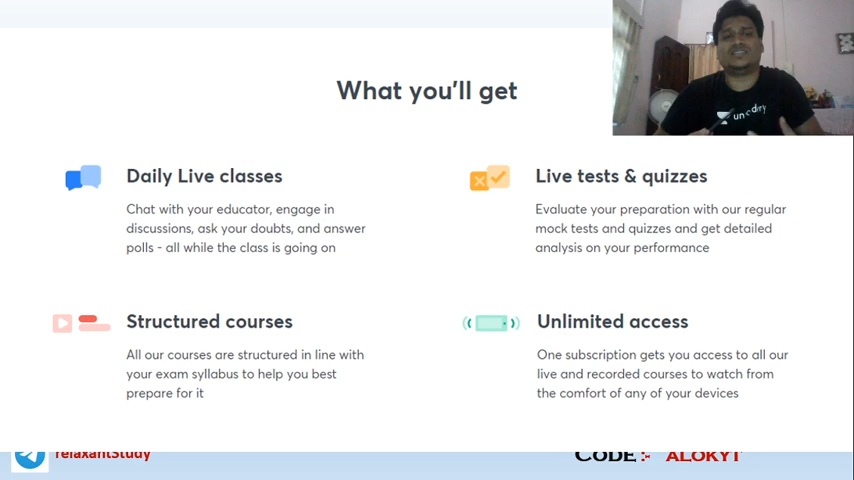 What you'll get
Daily Live classes
Chat with your educator, engage in
discussions, ask your doubts, and answer
polls - all while the class is going on
Live tests & quizzes
Evaluate your preparation with our regular
mock tests and quizzes and get detailed
analysis on your performance
Structured courses
All our courses are structured in line with
your exam syllabus to help you best
prepare for it
Unlimited access
One subscription gets you access to all our
live and recorded courses to watch from
the comfort of any of your devices
relaxantStudy
CODE: ALOKYT